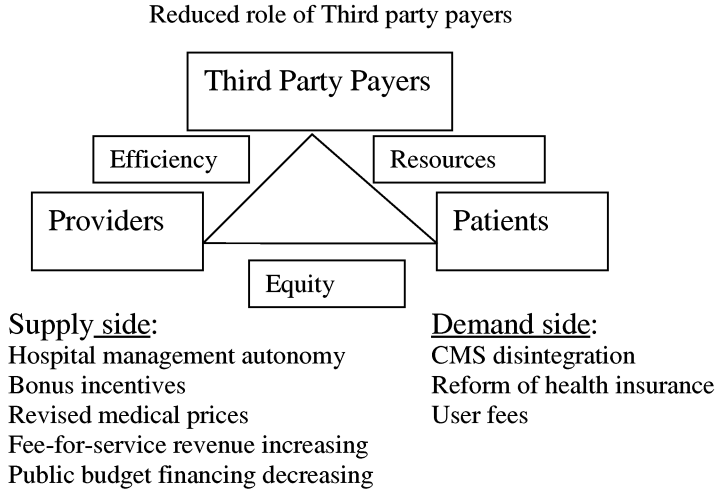 Reduced role of Third party payers
Third Party Payers
Efficiency
Resources
Providers
Patients
Equity
Supply side:
Hospital management autonomy
Bonus incentives
Revised medical prices
Fee-for-service revenue increasing
Public budget financing decreasing
Demand side:
CMS disintegration
Reform of health insurance
User fees